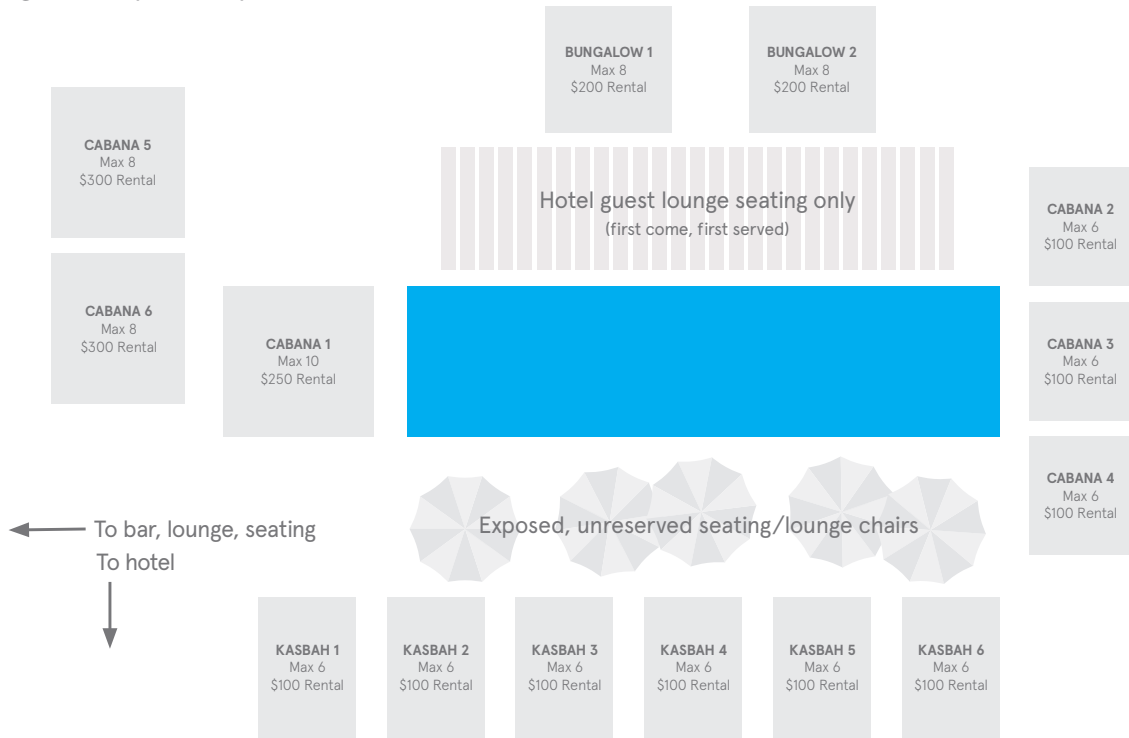 BUNGALOW 1
Max 8
$200 Rental
BUNGALOW 2
Max 8
$200 Rental
CABANA 5
Max 8
$300 Rental
Hotel guest lounge seating only
(first come, first served)
CABANA 2
Max 6
$100 Rental
CABANA 6
Max 8
$300 Rental
CABANA 1
Max 10
$250 Rental
CABANA 3
Max 6
$100 Rental
CABANA 4
Max 6
$100 Rental
Exposed, unreserved seating/lounge chairs
To bar, lounge, seating
To hotel
KASBAH 1
Max 6
$100 Rental
KASBAH 2
Max 6
$100 Rental
KASBAH 3
Max 6
$100 Rental
KASBAH 4
Max 6
$100 Rental
KASBAH 5
Max 6
$100 Rental
KASBAH 6
Max 6
$100 Rental